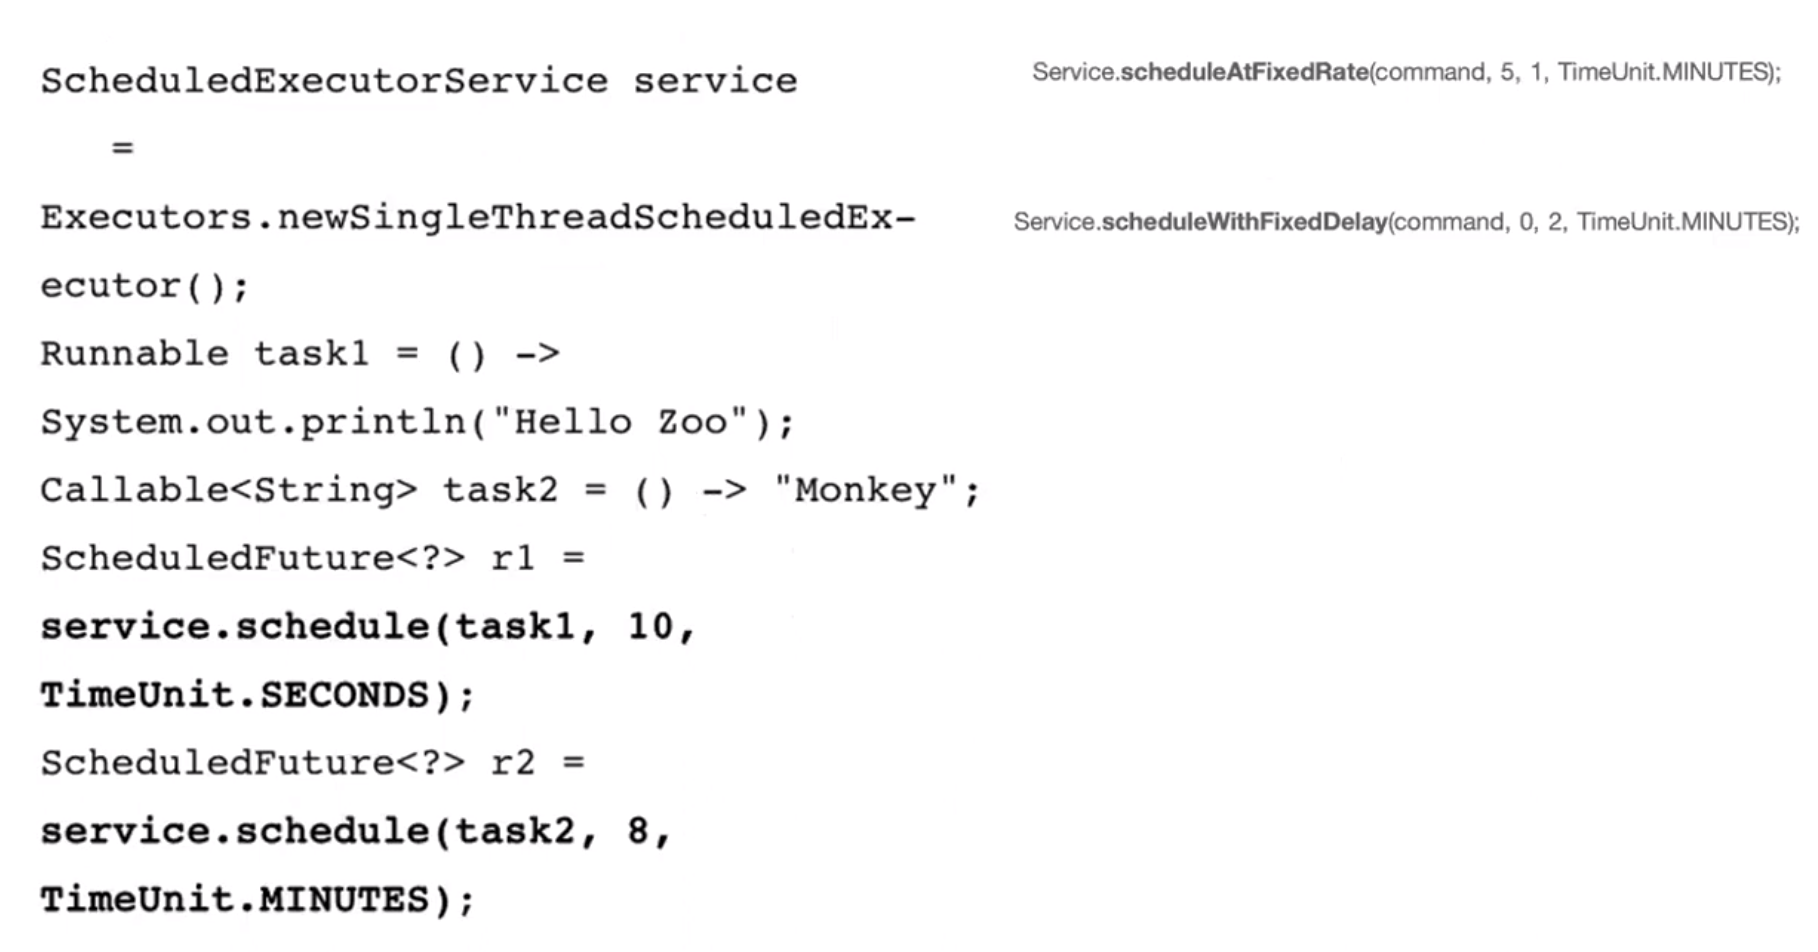 ScheduledExecutorService service
=
Executors.newSingleThreadScheduledEx-
ecutor();
Runnable task1 = () ->
System.out.println("Hello Zoo");
Callable<String> task2 = () -> "Monkey";
ScheduledFuture<?> r1 =
service.schedule(task1, 10,
TimeUnit.SECONDS);
ScheduledFuture<?> r2 =
service.schedule(task2, 8,
TimeUnit.MINUTES);
Service.scheduleAtFixedRate(command, 5, 1, TimeUnit.MINUTES);
Service.scheduleWithFixedDelay(command, 0, 2, TimeUnit.MINUTES);